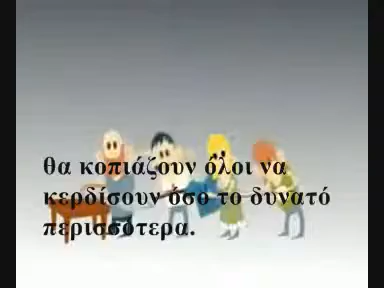 θα κοπιάζουν όλοι να
κερδίσουν όσο το δυνατό
περισσότερα.